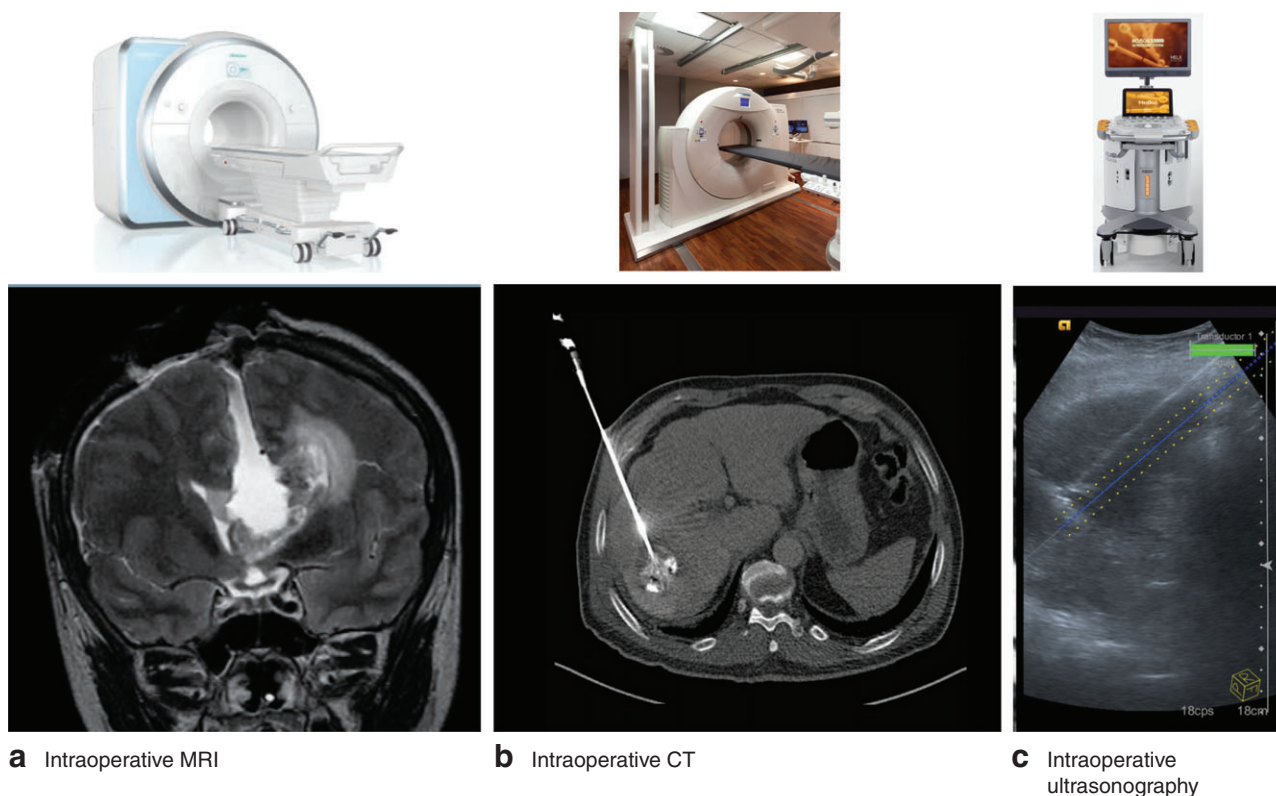 Transductor 1
18cps 18cm
a Intraoperative MRI
b Intraoperative CT
c Intraoperative
ultrasonography